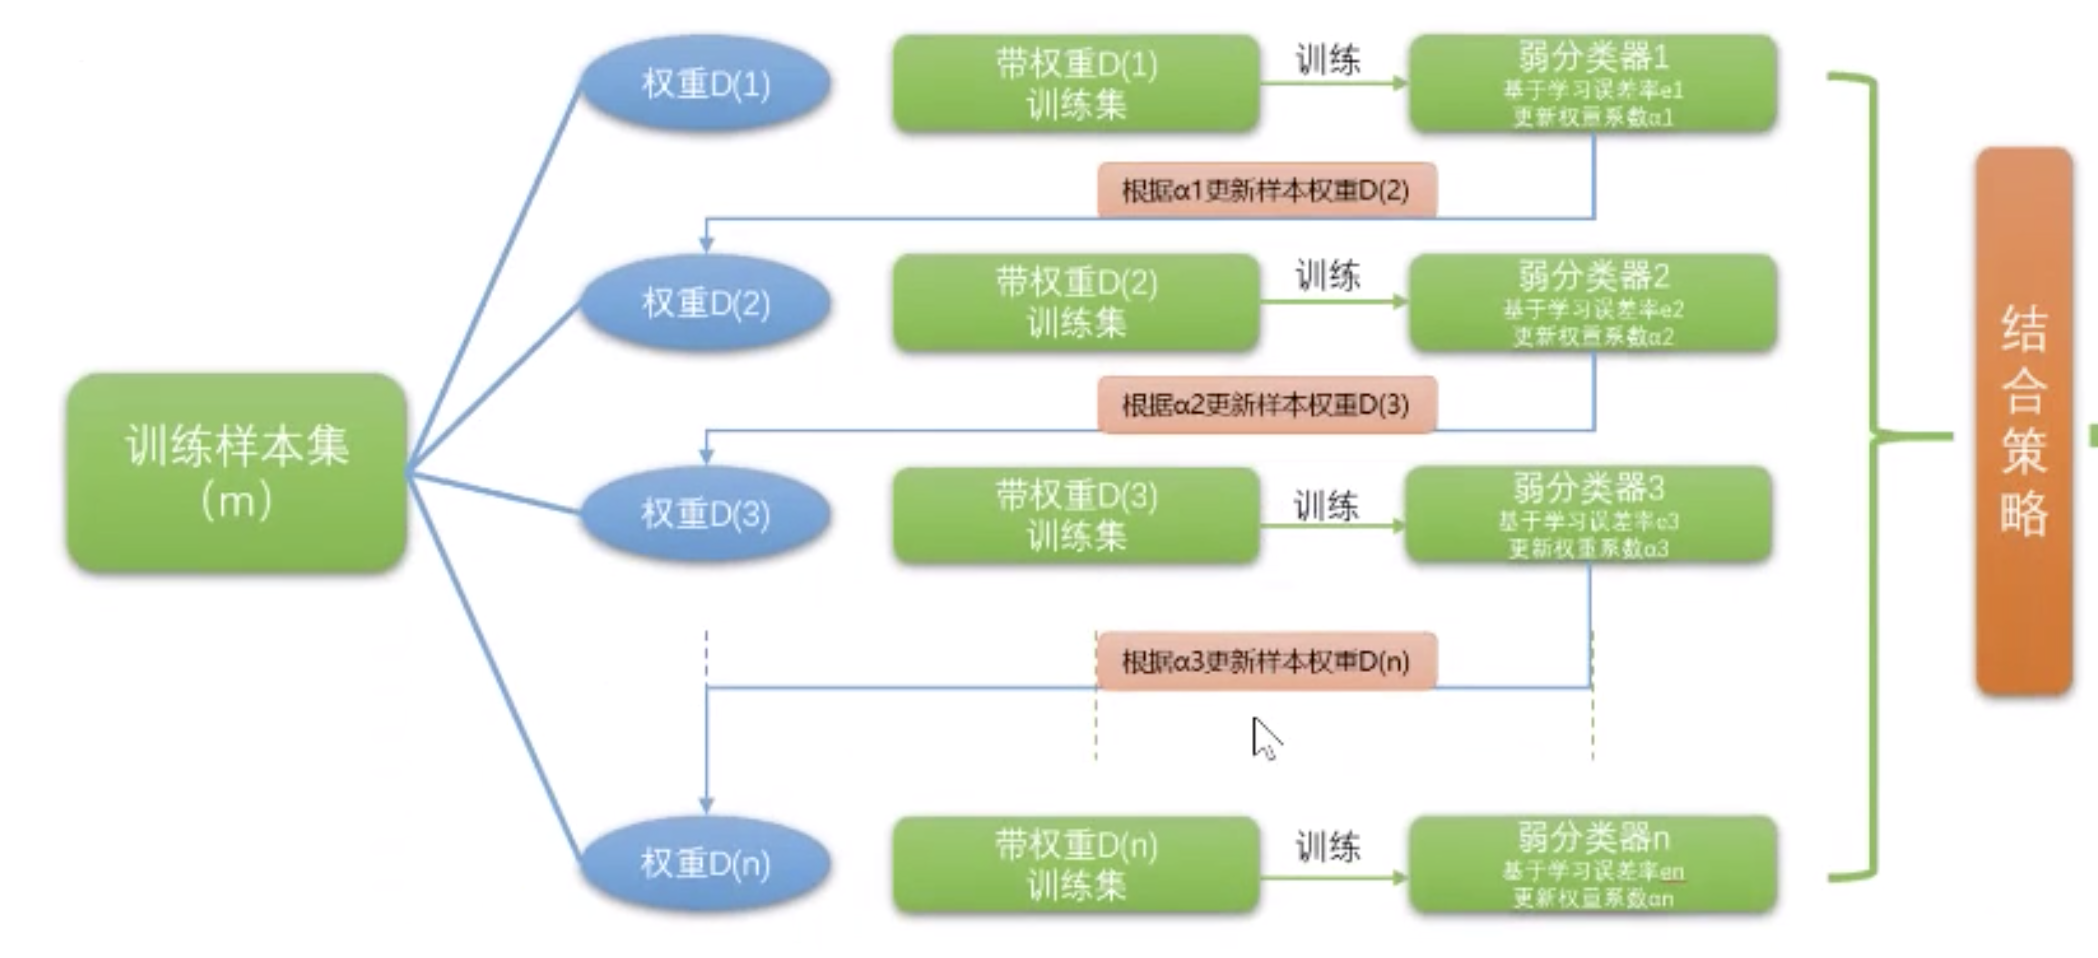 训练样本集
（m）
权重D(1)
带权重D(1)
训练集
训练
弱分类器1
基于学习误差率e1
更新权重系数α1
根据α1更新样本权重D(2)
权重D(2)
带权重D(2)
训练集
训练
弱分类器2
基于学习误差率e2
更新权重系数α2
根据α2更新样本权重D(3)
权重D(3)
带权重D(3)
训练集
训练
弱分类器3
基于学习误差率e3
更新权重系数α3
根据α3更新样本权重D(n)
权重D(n)
带权重D(n)
训练集
训练
弱分类器n
基于学习误差率en
更新权重系数αn
结合策略